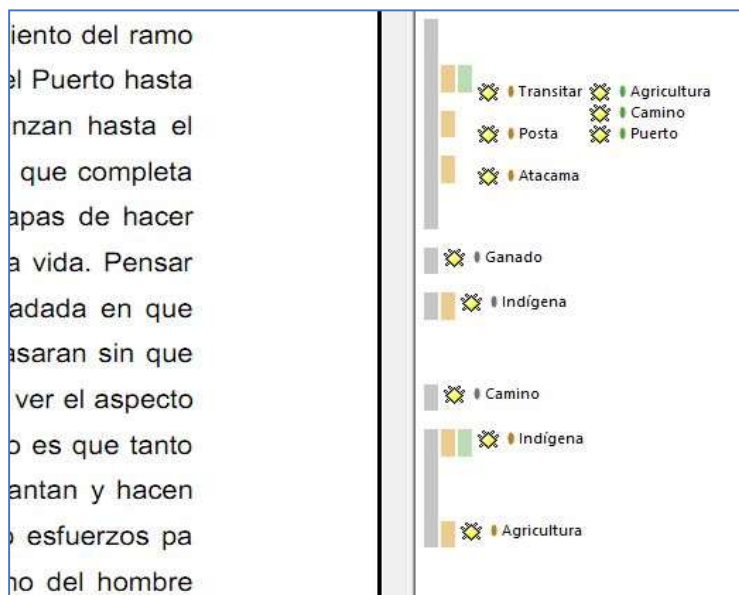 iento del ramo
el Puerto hasta
nzan hasta el
que completa
apas de hacer
a vida. Pensar
adada en que
asaran sin que
ver el aspecto
o es que tanto
antan y hacen
esfuerzos pa
no del hombre
Transitar Agricultura
Camino
Posta Puerto
Atacama
Ganado
Indígena
Camino
Indígena
Agricultura